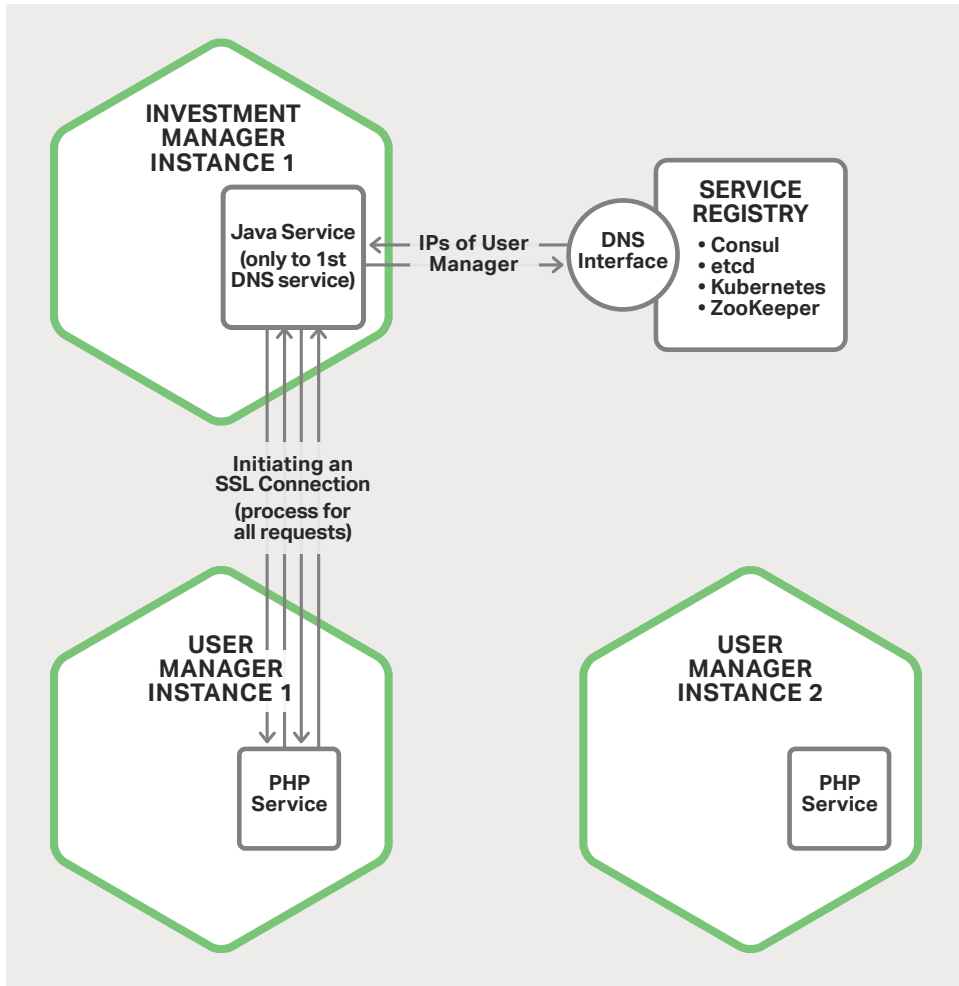 INVESTMENT
MANAGER
INSTANCE 1
Java Service
(only to 1st
DNS service)
IPs of User
Manager
DNS
Interface
SERVICE
REGISTRY
• Consul
• etcd
• Kubernetes
• ZooKeeper
Initiating an
SSL Connection
(process for
all requests)
USER
MANAGER
INSTANCE 1
PHP
Service
USER
MANAGER
INSTANCE 2
PHP
Service